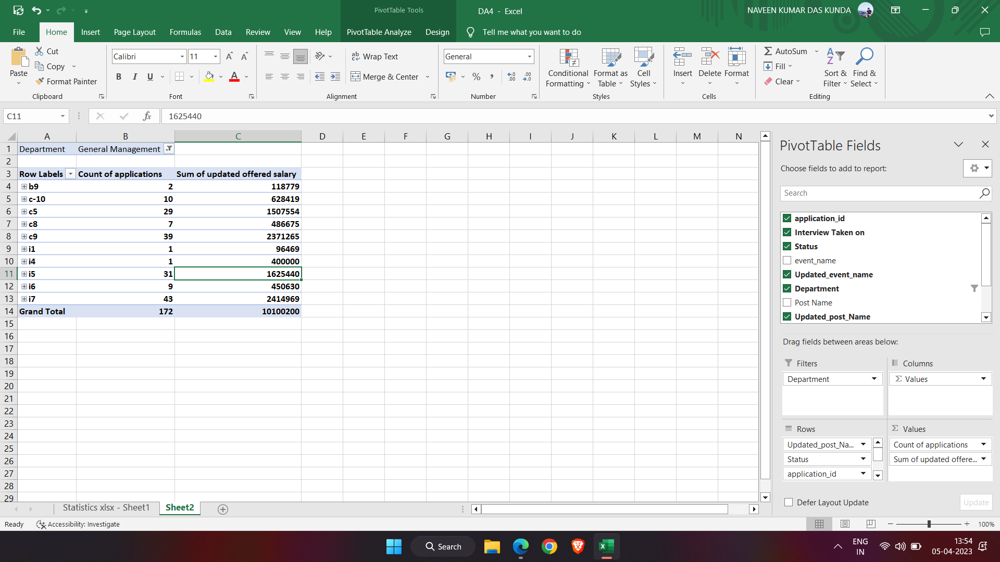 PivotTable Tools
DA4 - Excel
NAVEEN KUMAR DAS KUNDA
File Home Insert Page Layout Formulas Data Review View Help PivotTable Analyze Design Tell me what you want to do
Paste
Cut
Copy
Format Painter
Clipboard
Calibri 11
B I U
Font
Wrap Text
Merge & Center
Alignment
General
% ,
Number
Conditional Formatting
Format as Table
Cell Styles
Styles
Insert Delete Format
Cells
AutoSum
Fill
Clear
Sort & Filter
Find & Select
Editing
C11 fx 1625440
A B C D E F G H I J K L M N
1 Department General Management
2
3 Row Labels Count of applications Sum of updated offered salary
4 b9 2 118779
5 c-10 10 628419
6 c5 29 1507554
7 c8 7 486675
8 c9 39 2371265
9 i1 1 96469
10 i4 1 400000
11 i5 31 1625440
12 i6 9 450630
13 i7 43 2414969
14 Grand Total 172 10100200
15
16
17
18
19
20
21
22
23
24
25
26
27
28
29
PivotTable Fields
Choose fields to add to report:
Search
application_id
Interview Taken on
Status
event_name
Updated_event_name
Department
Post Name
Updated_post_Name
Drag fields between areas below:
Filters
Department
Columns
Σ Values
Rows
Updated_post_Na...
Status
application_id
Σ Values
Count of applications
Sum of updated offere...
Defer Layout Update
Update
Statistics xlsx - Sheet1 Sheet2
Ready Accessibility: Investigate
100%
Search
ENG
IN
13:54
05-04-2023